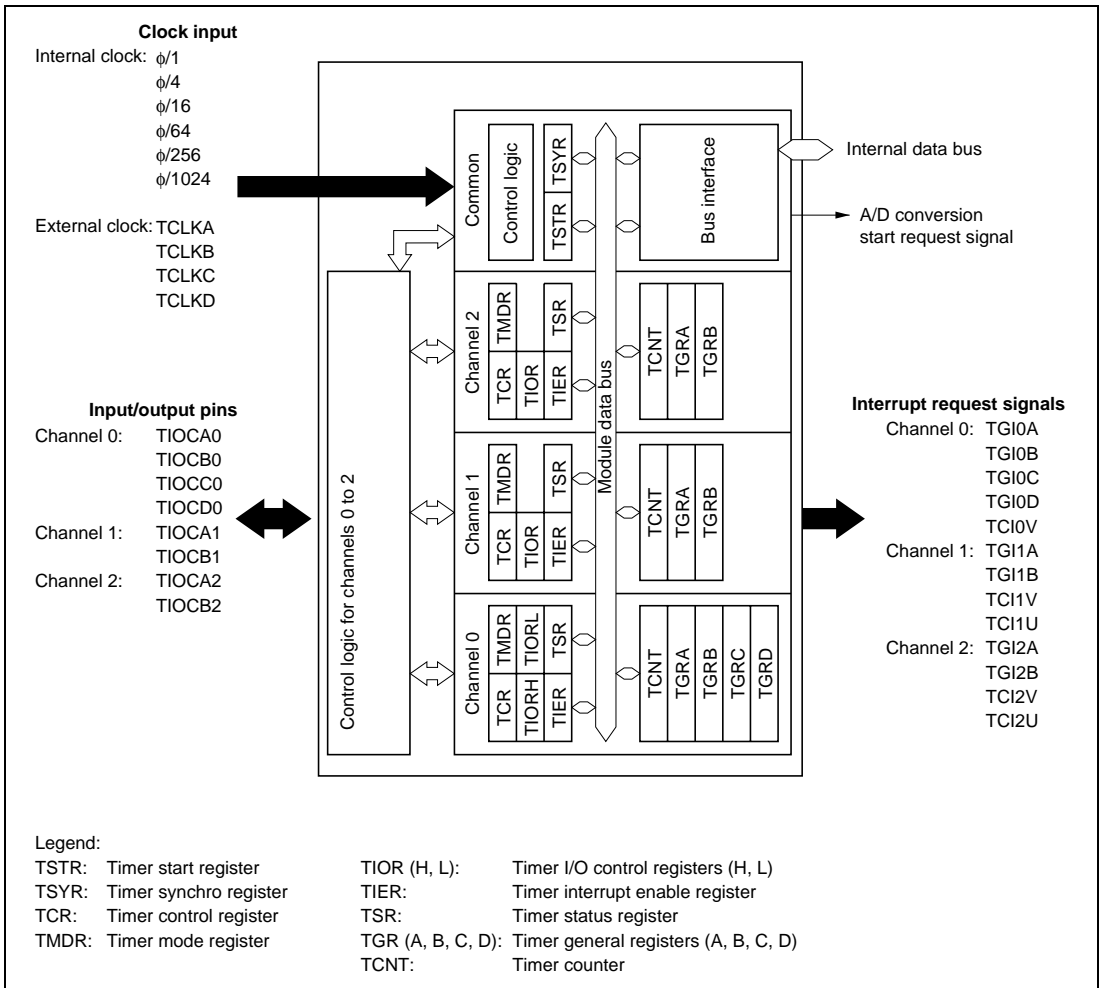 Clock input
Internal clock: ϕ/1
ϕ/4
ϕ/16
ϕ/64
ϕ/256
ϕ/1024
External clock: TCLKA
TCLKB
TCLKC
TCLKD
Input/output pins
Channel 0: TIOCA0
TIOCB0
TIOCC0
TIOCD0
Channel 1: TIOCA1
TIOCB1
Channel 2: TIOCA2
TIOCB2
Control logic for channels 0 to 2
Common
Control logic
TSTR TSYR
Bus interface
Channel 2
TCR TMDR
TIOR
TIER TSR
TCNT
TGRA
TGRB
Channel 1
TCR TMDR
TIOR
TIER TSR
TCNT
TGRA
TGRB
Channel 0
TCR TMDR
TIORH TIORL
TIER TSR
TCNT
TGRA
TGRB
TGRC
TGRD
Module data bus
Internal data bus
A/D conversion
start request signal
Interrupt request signals
Channel 0: TGI0A
TGI0B
TGI0C
TGI0D
TCI0V
Channel 1: TGI1A
TGI1B
TCI1V
TCI1U
Channel 2: TGI2A
TGI2B
TCI2V
TCI2U
Legend:
TSTR: Timer start register
TSYR: Timer synchro register
TCR: Timer control register
TMDR: Timer mode register
TIOR (H, L): Timer I/O control registers (H, L)
TIER: Timer interrupt enable register
TSR: Timer status register
TGR (A, B, C, D): Timer general registers (A, B, C, D)
TCNT: Timer counter